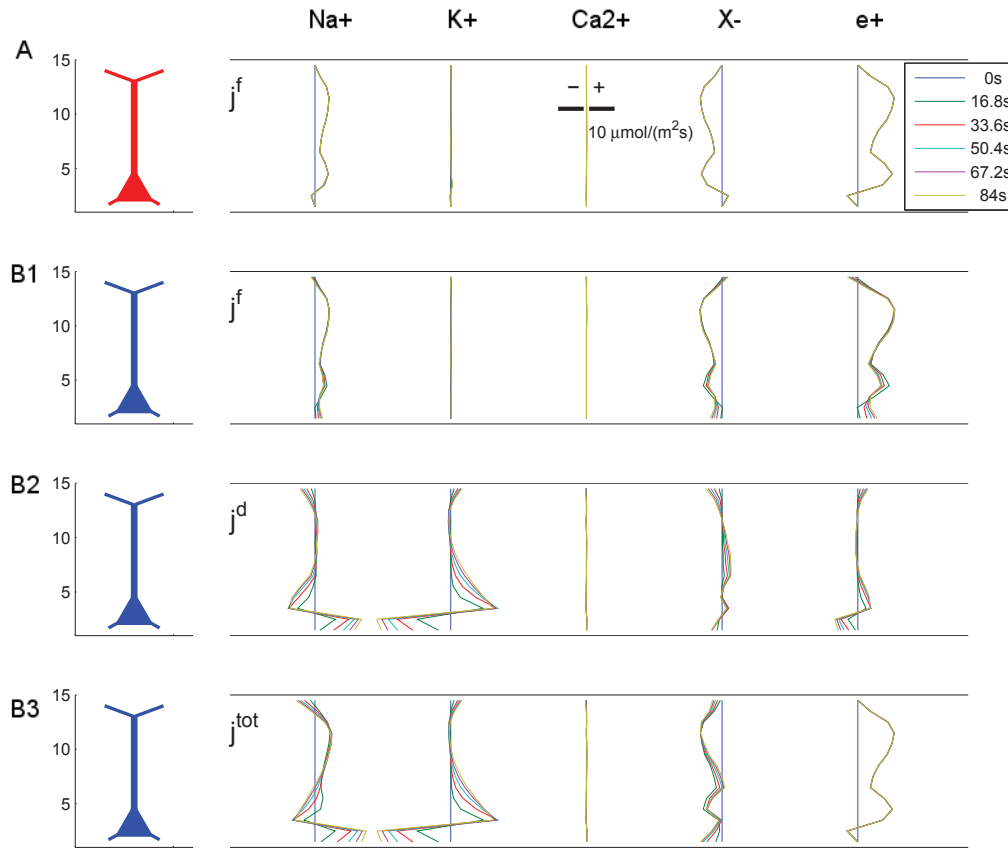 Na+ K+ Ca2+ X- e+
A
15
10
5
j^f
− +
10 μmol/(m²s)
0s
16.8s
33.6s
50.4s
67.2s
84s
B1
15
10
5
j^f
B2
15
10
5
j^d
B3
15
10
5
j^tot